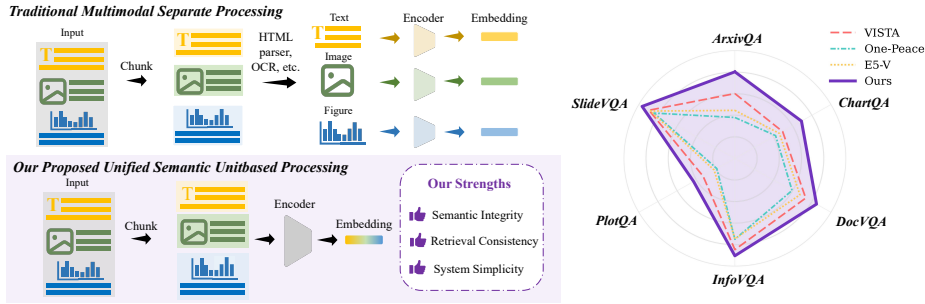 Traditional Multimodal Separate Processing
Input
Chunk
HTML
parser,
OCR, etc.
Text
Image
Figure
Encoder
Embedding
T
T
T
Our Proposed Unified Semantic Unitbased Processing
Input
Chunk
Encoder
Embedding
T
T
Our Strengths
Semantic Integrity
Retrieval Consistency
System Simplicity
VISTA
One-Peace
E5-V
Ours
ArxivQA
ChartQA
DocVQA
InfoVQA
PlotQA
SlideVQA